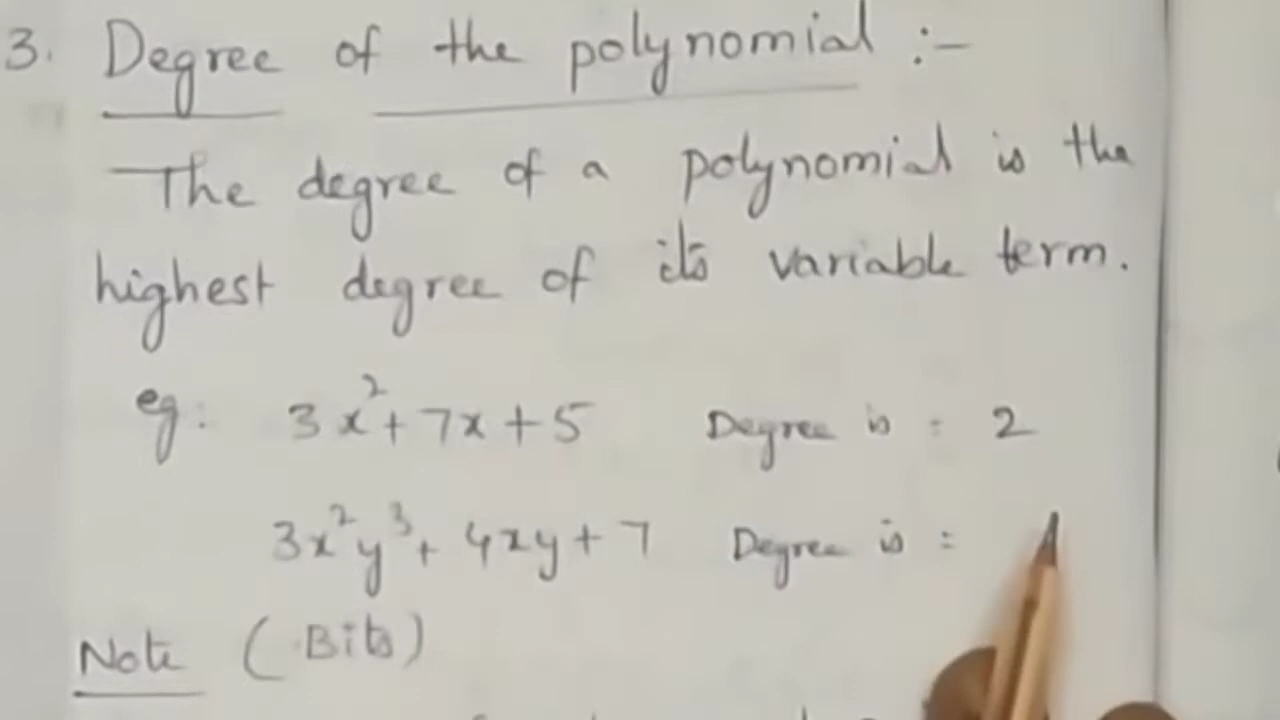 3. Degree of the polynomial :-
The degree of a polynomial is the
highest degree of its variable term.
eg: 3x²+7x+5 Degree is = 2
3x²y³+4xy+7 Degree is =
Note (Bits)